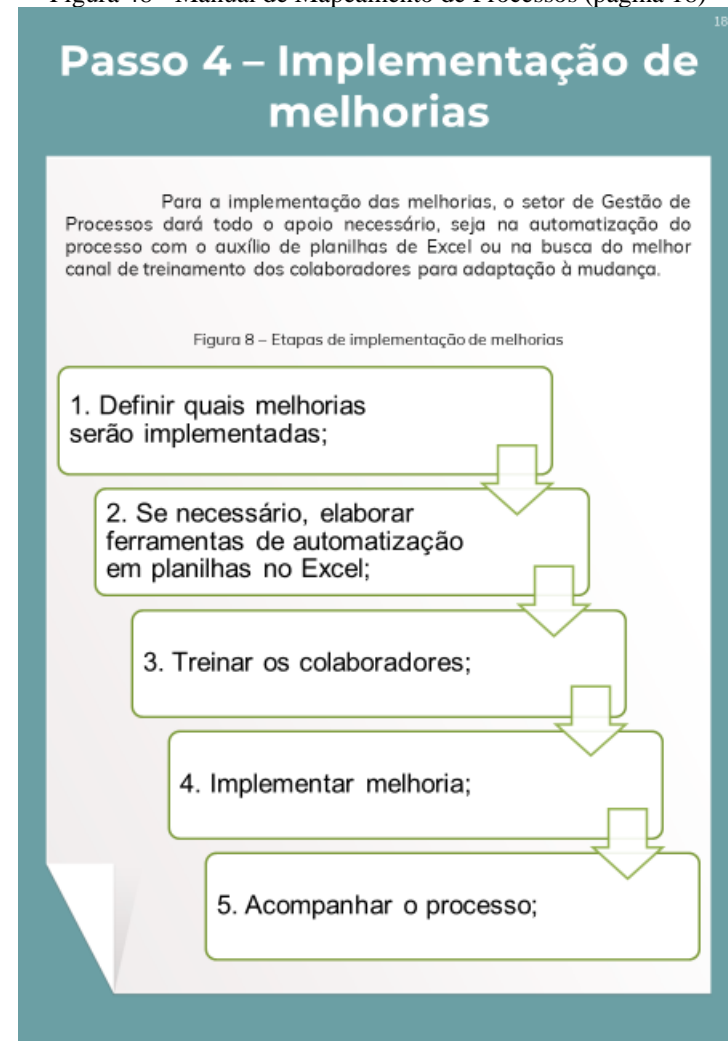 Figura 48 - Manual de Mapeamento de Processos (página 18)
18
Passo 4 – Implementação de
melhorias
Para a implementação das melhorias, o setor de Gestão de
Processos dará todo o apoio necessário, seja na automatização do
processo com o auxílio de planilhas de Excel ou na busca do melhor
canal de treinamento dos colaboradores para adaptação à mudança.
Figura 8 – Etapas de implementação de melhorias
1. Definir quais melhorias
serão implementadas;
2. Se necessário, elaborar
ferramentas de automatização
em planilhas no Excel;
3. Treinar os colaboradores;
4. Implementar melhoria;
5. Acompanhar o processo;